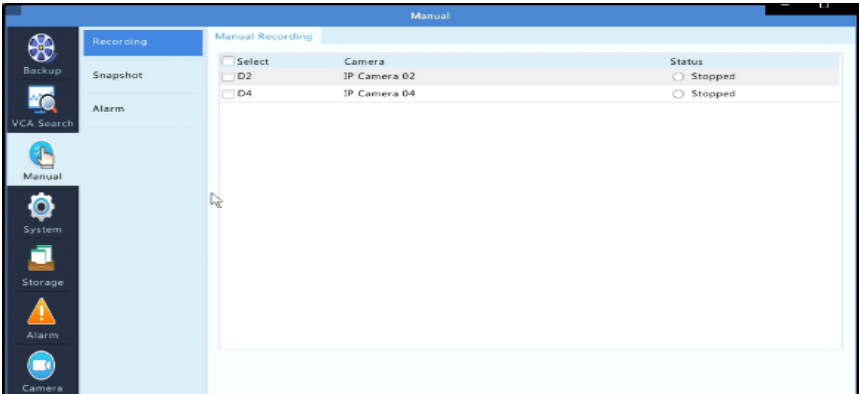 Manual
Backup
VCA Search
Manual
System
Storage
Alarm
Camera
Recording
Snapshot
Alarm
Manual Recording
Select Camera Status
D2 IP Camera 02 Stopped
D4 IP Camera 04 Stopped